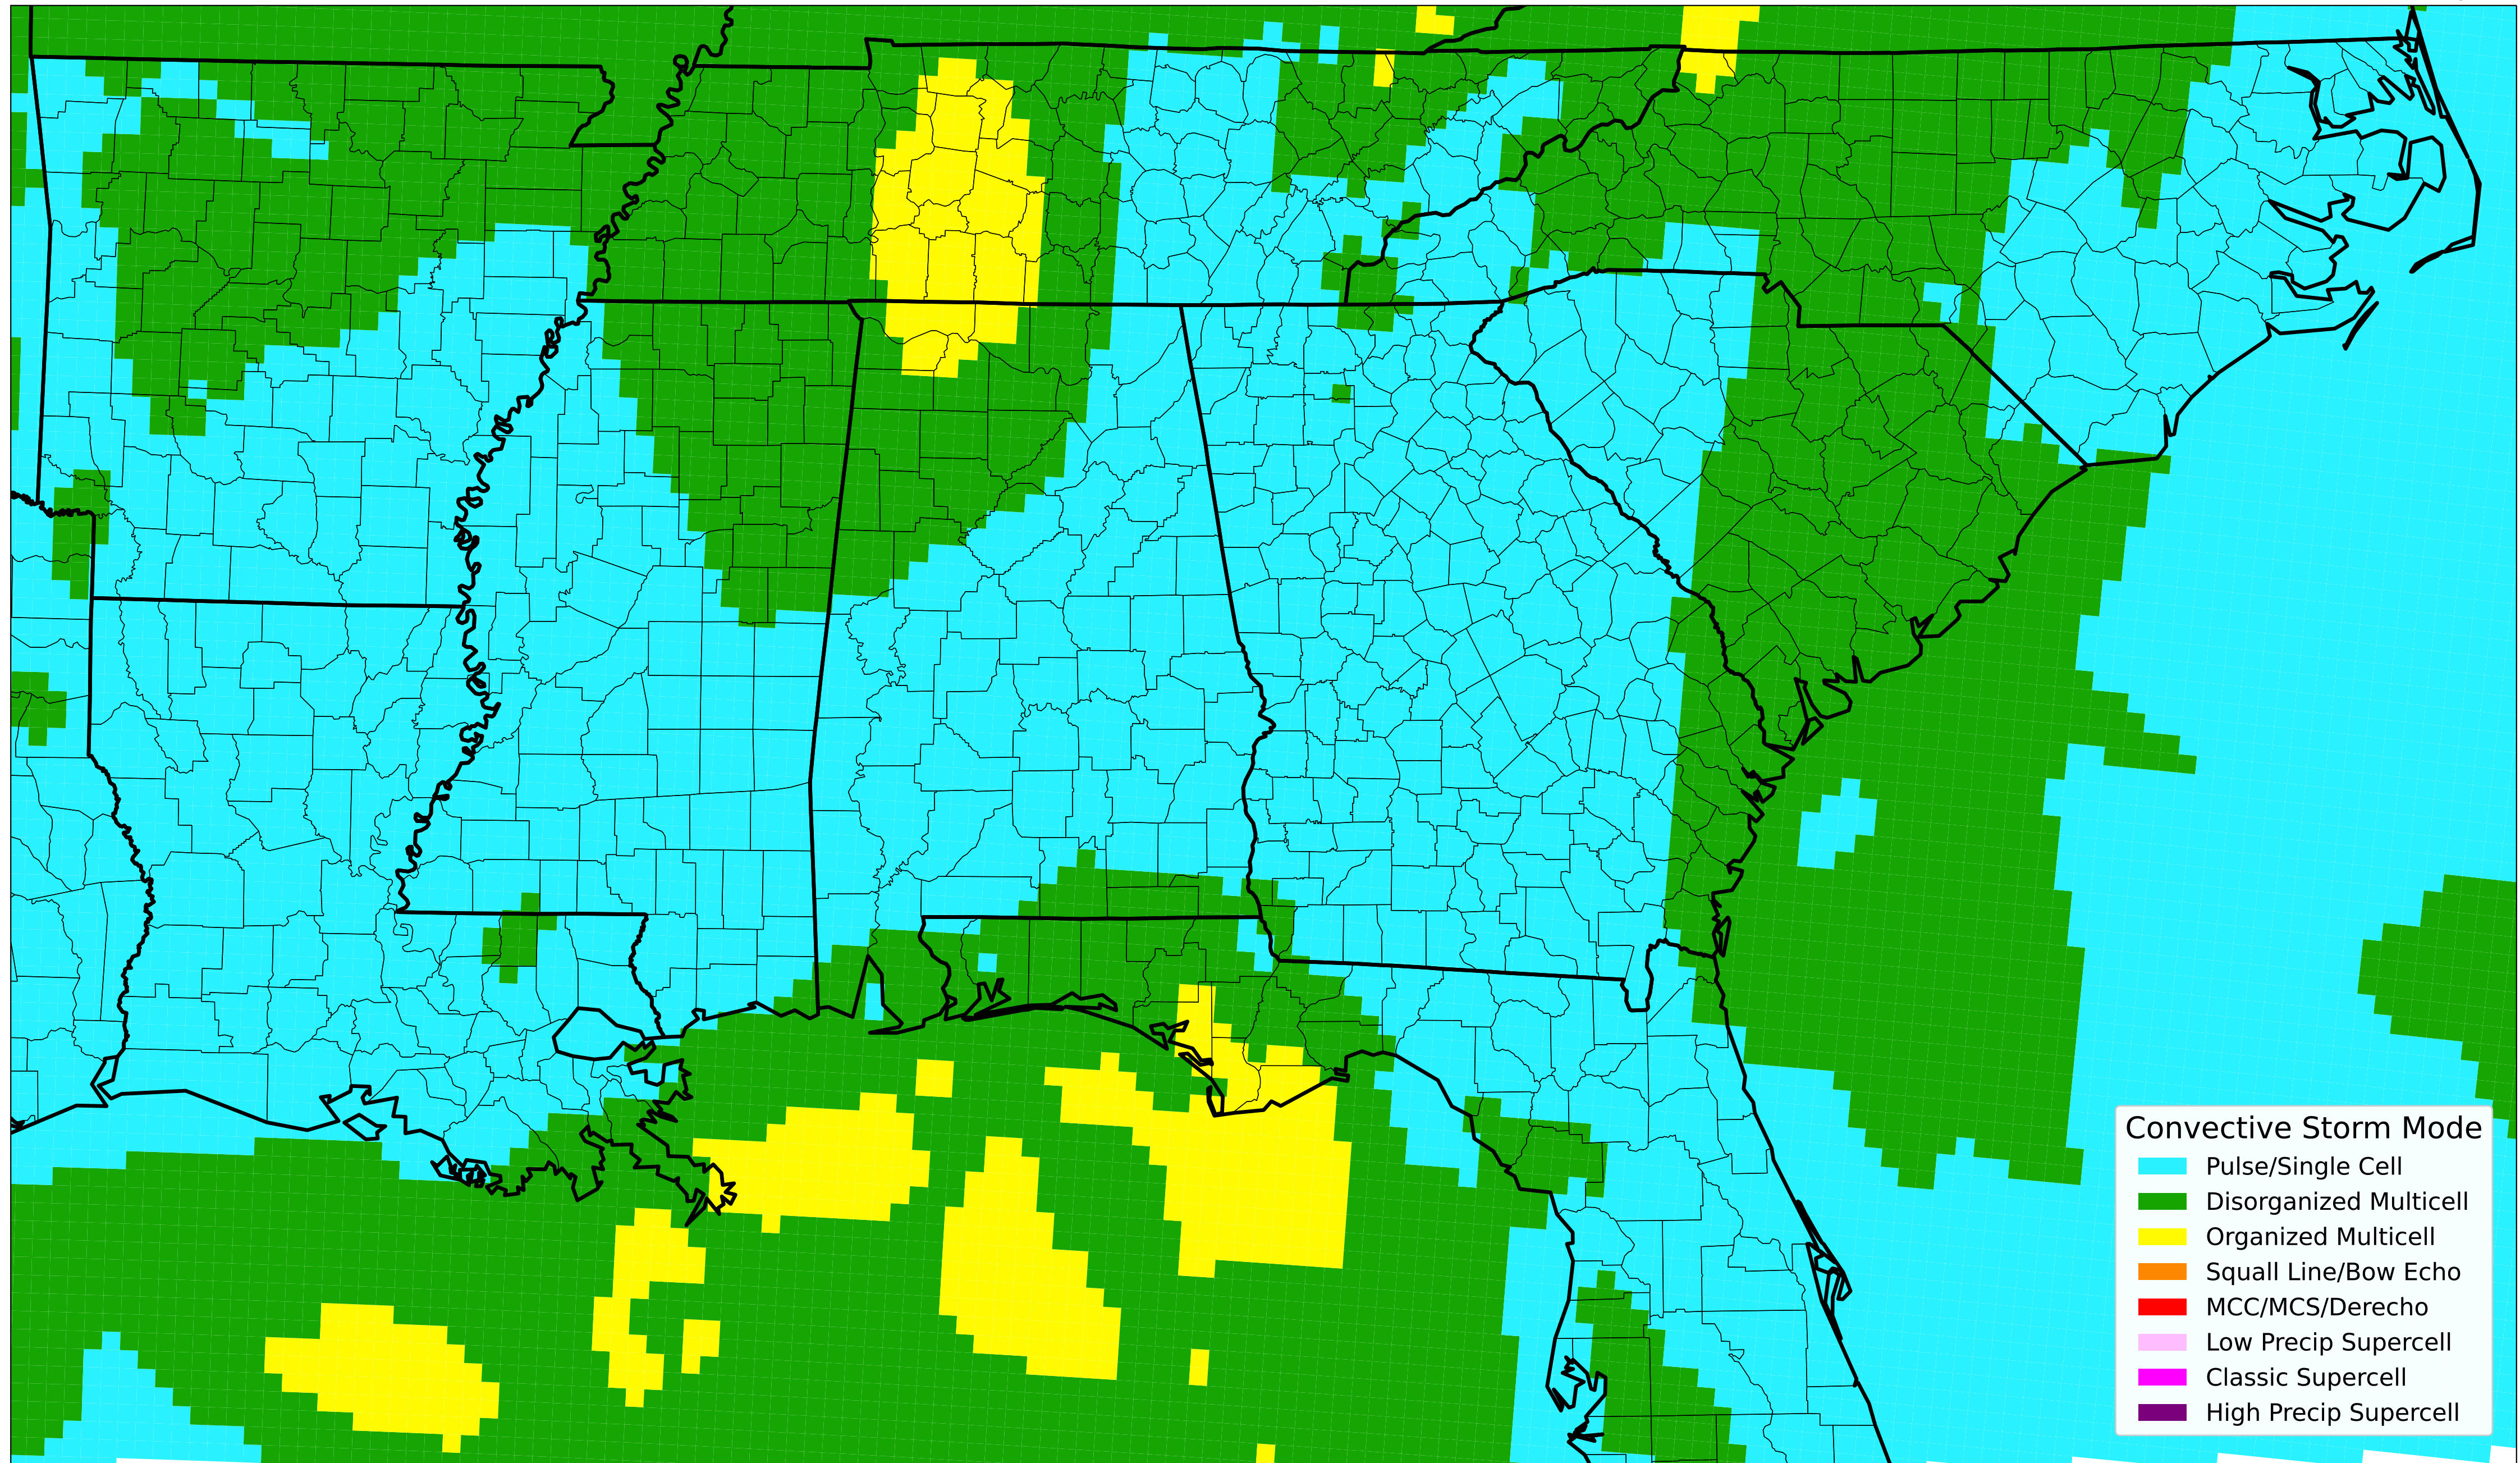 Convective Storm Mode
Pulse/Single Cell
Disorganized Multicell
Organized Multicell
Squall Line/Bow Echo
MCC/MCS/Derecho
Low Precip Supercell
Classic Supercell
High Precip Supercell